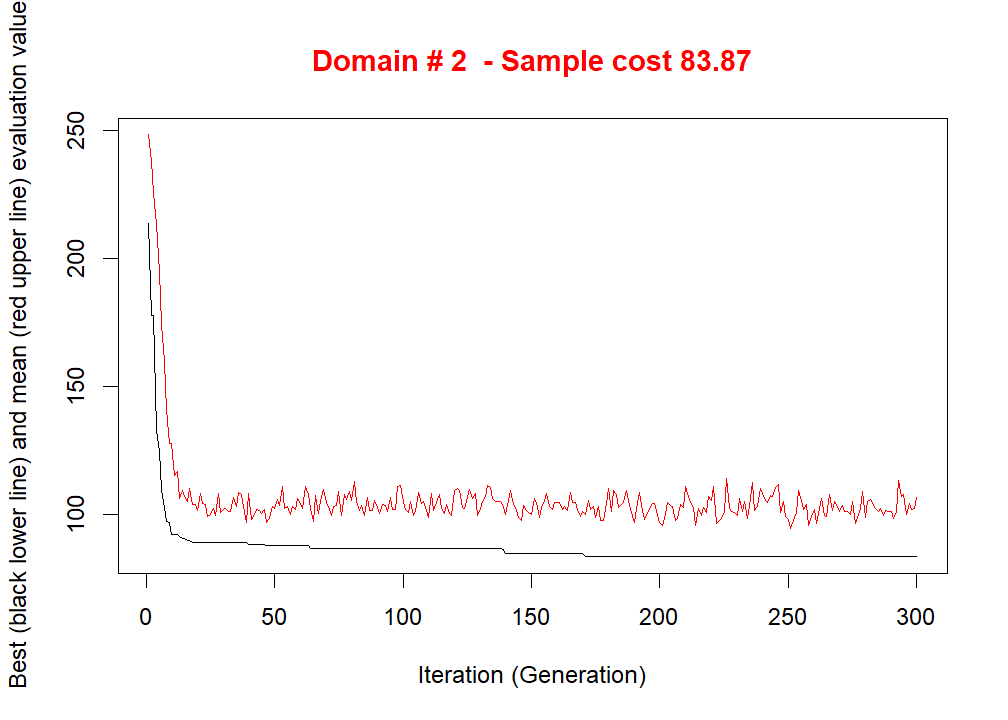 Domain # 2  - Sample cost 83.87
Best (black lower line) and mean (red upper line) evaluation value
250
200
150
100
0 50 100 150 200 250 300
Iteration (Generation)